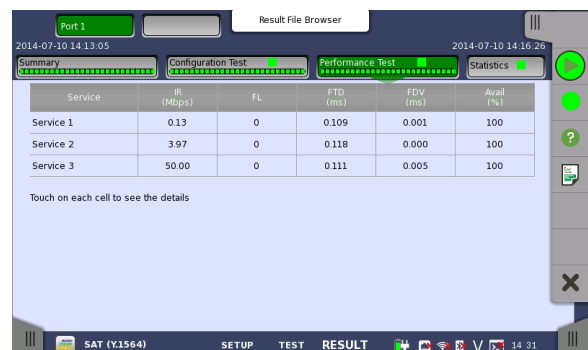 Port 1
Result File Browser
2014-07-10 14:13:05
2014-07-10 14:16:26
Summary
Configuration Test
Performance Test
Statistics
Service IR (Mbps) FL FTD (ms) FDV (ms) Avail (%)
Service 1 0.13 0 0.109 0.001 100
Service 2 3.97 0 0.118 0.000 100
Service 3 50.00 0 0.111 0.005 100
Touch on each cell to see the details
SAT (Y.1564) SETUP TEST RESULT 14 31